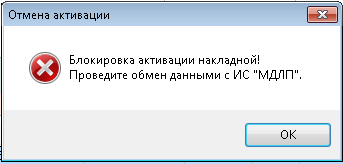 Отмена активации
Блокировка активации накладной!
Проведите обмен данными с ИС "МДЛП".
OK